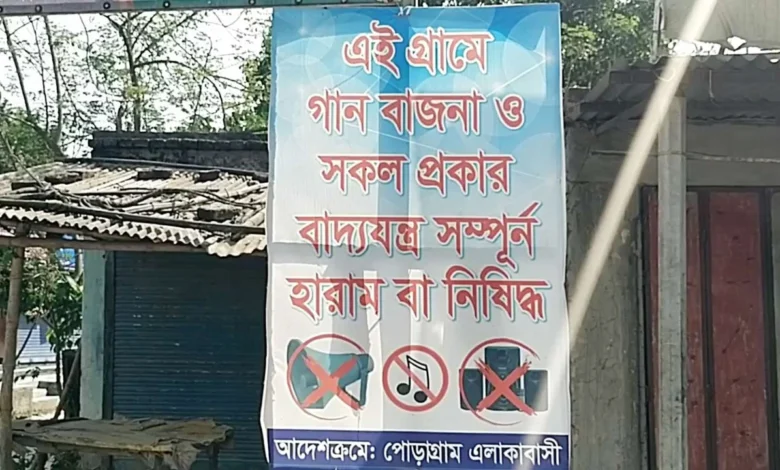 এই গ্রামে
গান বাজনা ও
সকল প্রকার
বাদ্যযন্ত্র সম্পূর্ন
হারাম বা নিষিদ্ধ
আদেশক্রমে: পোড়াগ্রাম এলাকাবাসী